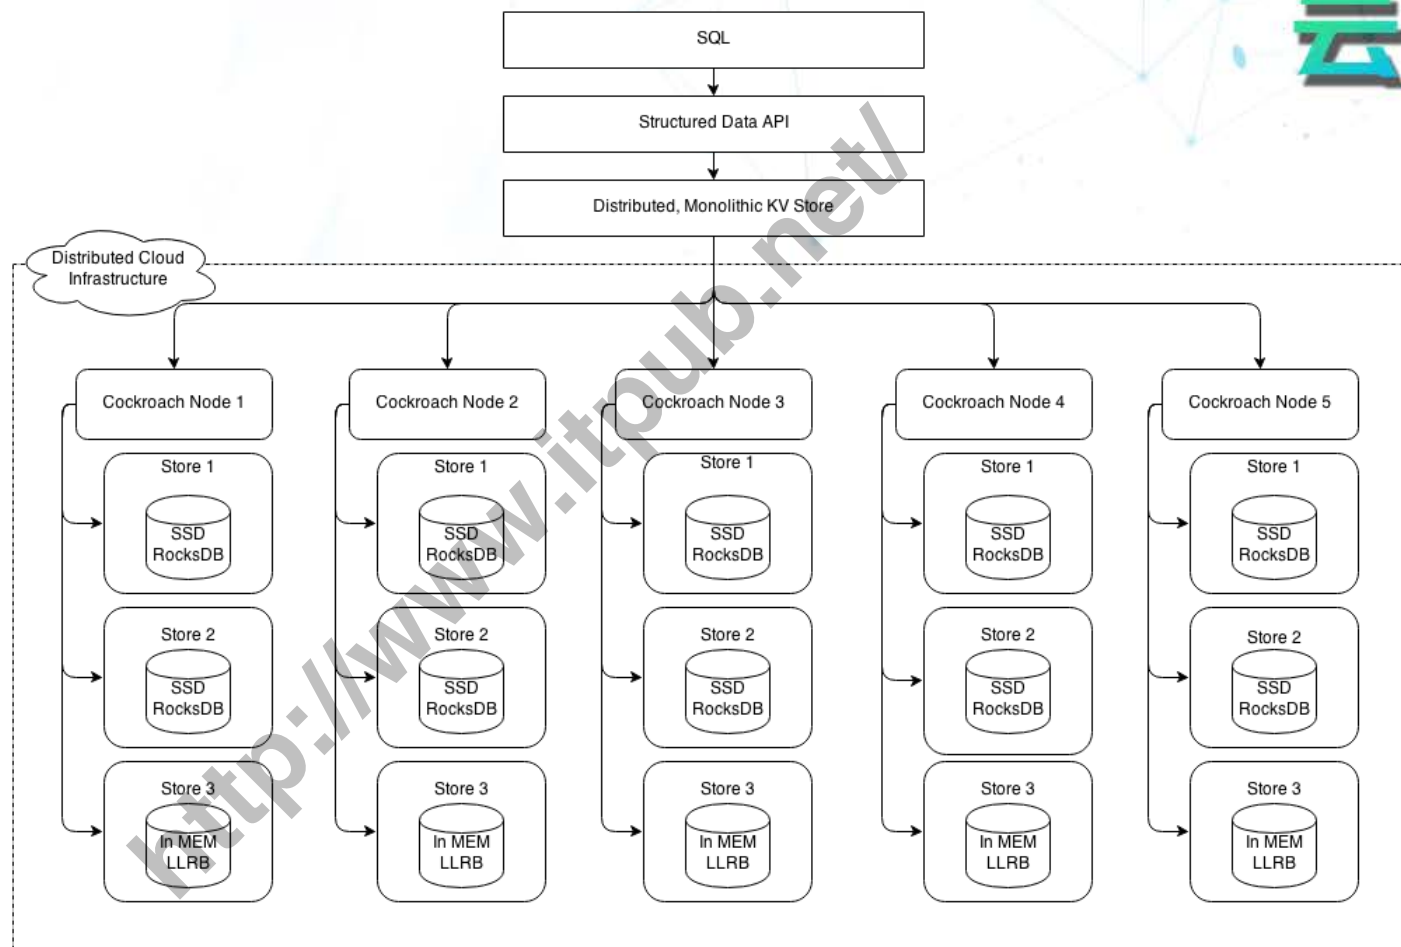 SQL
Structured Data API
Distributed, Monolithic KV Store
Distributed Cloud
Infrastructure
Cockroach Node 1
Cockroach Node 2
Cockroach Node 3
Cockroach Node 4
Cockroach Node 5
Store 1
Store 1
Store 1
Store 1
Store 1
SSD
RocksDB
SSD
RocksDB
SSD
RocksDB
SSD
RocksDB
SSD
RocksDB
Store 2
Store 2
Store 2
Store 2
Store 2
SSD
RocksDB
SSD
RocksDB
SSD
RocksDB
SSD
RocksDB
SSD
RocksDB
Store 3
Store 3
Store 3
Store 3
Store 3
In MEM
LLRB
In MEM
LLRB
In MEM
LLRB
In MEM
LLRB
In MEM
LLRB
http://www.itpub.net/